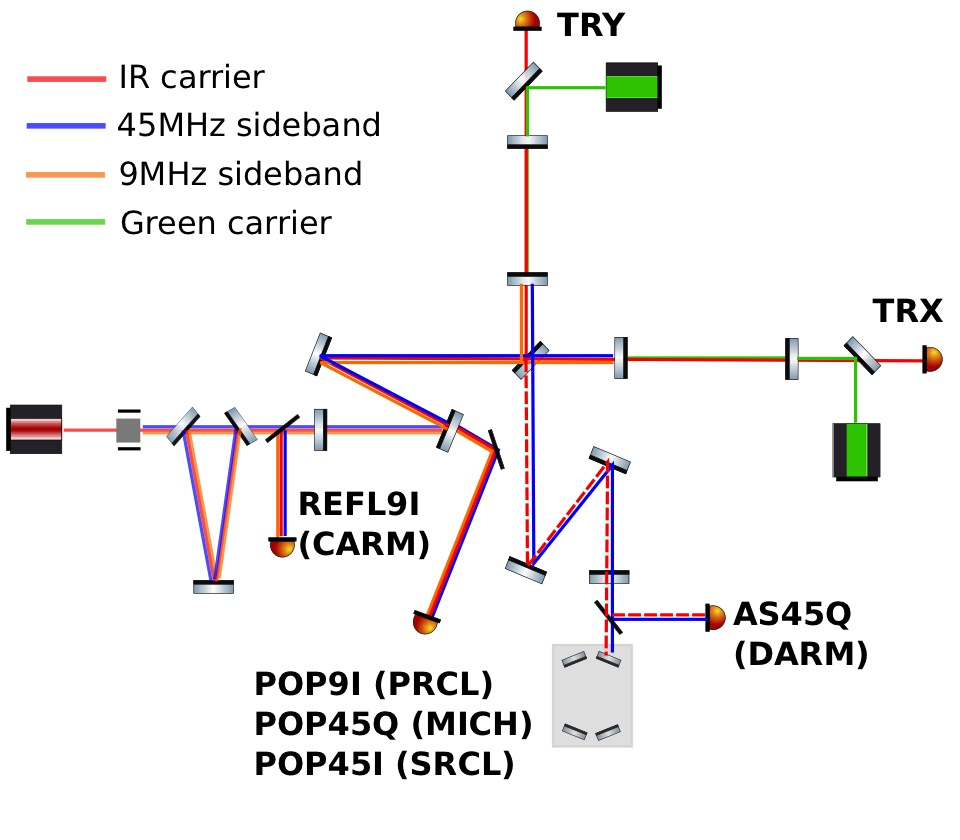 TRY
IR carrier
45MHz sideband
9MHz sideband
Green carrier
TRX
REFL9I
(CARM)
AS45Q
(DARM)
POP9I (PRCL)
POP45Q (MICH)
POP45I (SRCL)